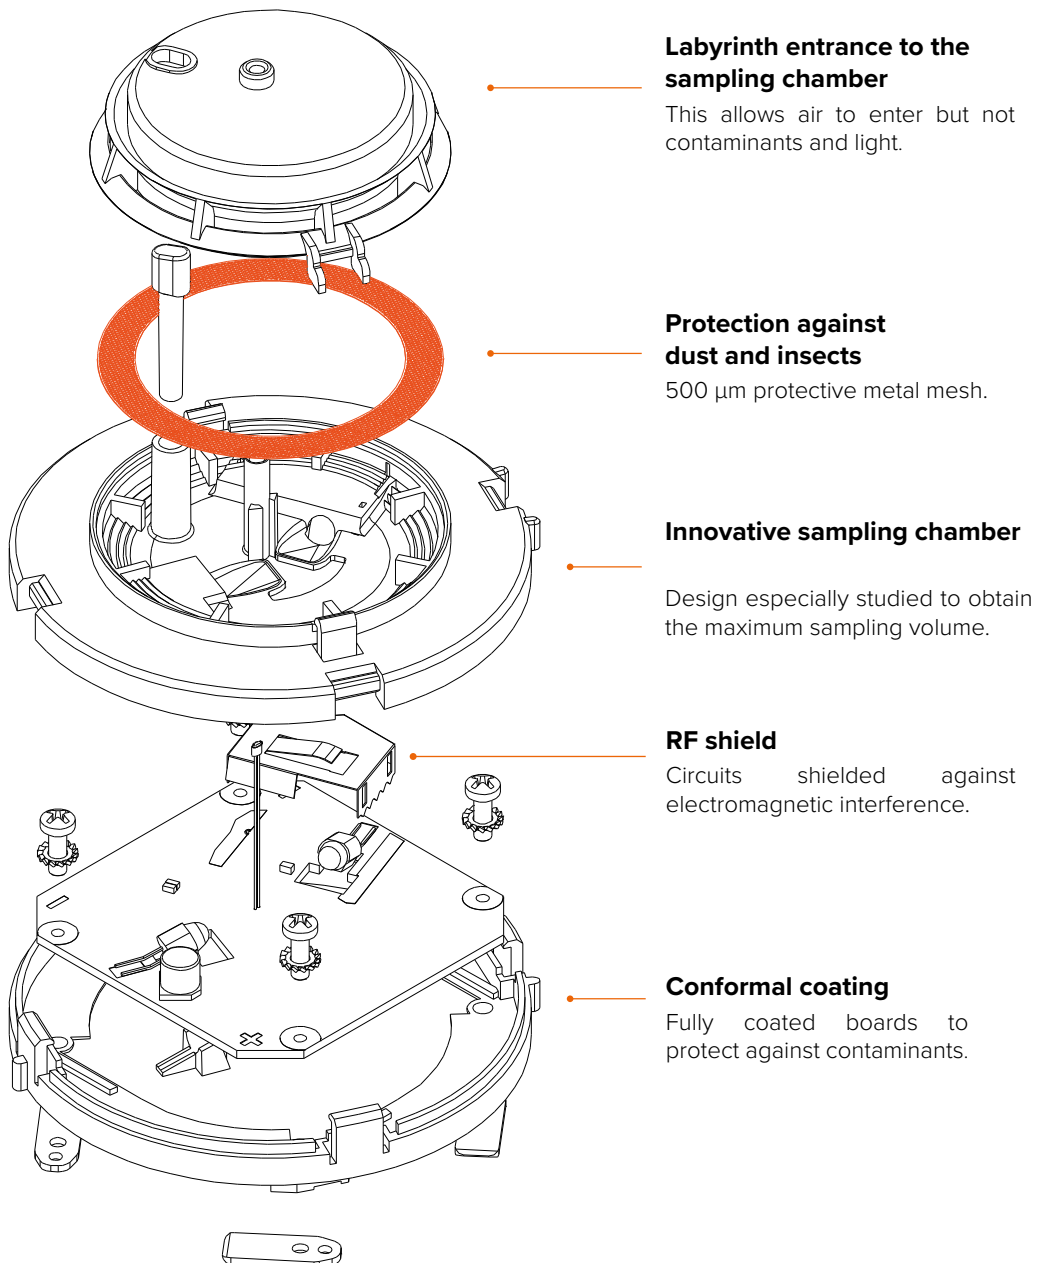 Labyrinth entrance to the
sampling chamber
This allows air to enter but not
contaminants and light.
Protection against
dust and insects
500 µm protective metal mesh.
Innovative sampling chamber
Design especially studied to obtain
the maximum sampling volume.
RF shield
Circuits shielded against
electromagnetic interference.
Conformal coating
Fully coated boards to
protect against contaminants.